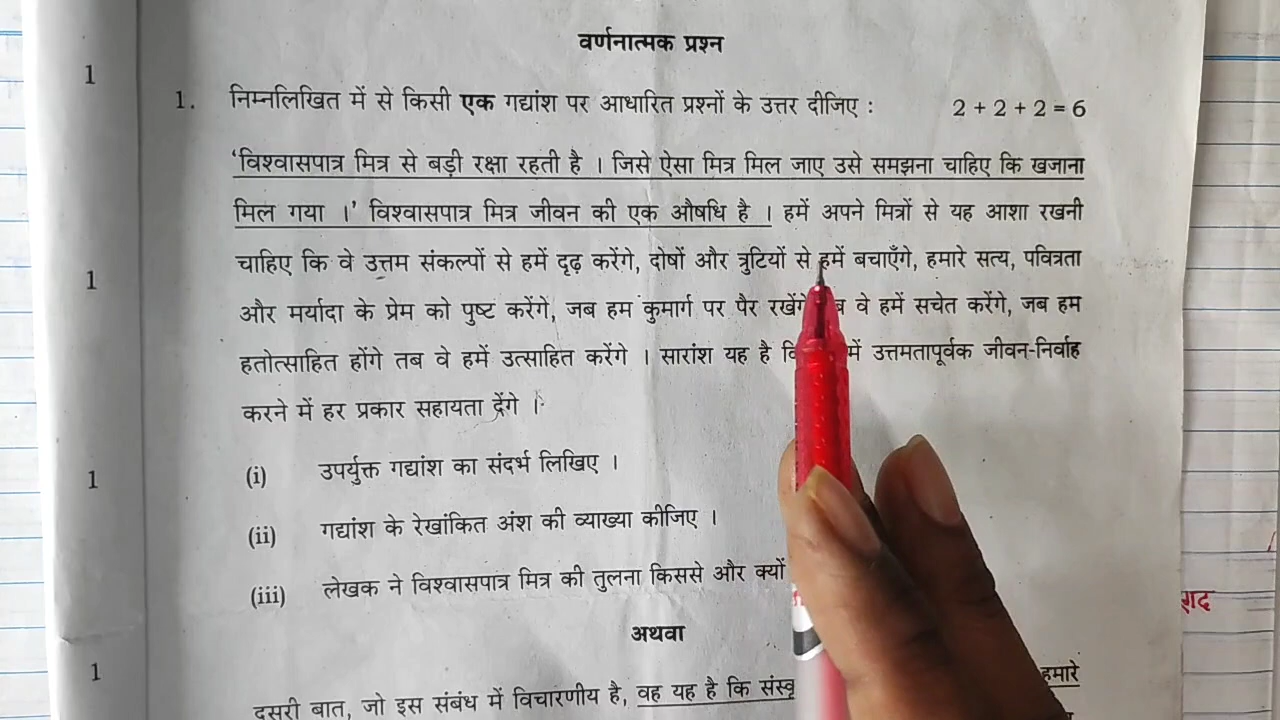 वर्णनात्मक प्रश्न
1
1. निम्नलिखित में से किसी एक गद्यांश पर आधारित प्रश्नों के उत्तर दीजिए : 2 + 2 + 2 = 6
‘विश्वासपात्र मित्र से बड़ी रक्षा रहती है । जिसे ऐसा मित्र मिल जाए उसे समझना चाहिए कि खजाना
मिल गया ।’ विश्वासपात्र मित्र जीवन की एक औषधि है । हमें अपने मित्रों से यह आशा रखनी
1
चाहिए कि वे उत्तम संकल्पों से हमें दृढ़ करेंगे, दोषों और त्रुटियों से हमें बचाएँगे, हमारे सत्य, पवित्रता
और मर्यादा के प्रेम को पुष्ट करेंगे, जब हम कुमार्ग पर पैर रखेंगे वे हमें सचेत करेंगे, जब हम
हतोत्साहित होंगे तब वे हमें उत्साहित करेंगे । सारांश यह है उत्तमतापूर्वक जीवन-निर्वाह
करने में हर प्रकार सहायता देंगे ।
1
(i) उपर्युक्त गद्यांश का संदर्भ लिखिए ।
(ii) गद्यांश के रेखांकित अंश की व्याख्या कीजिए ।
(iii) लेखक ने विश्वासपात्र मित्र की तुलना किससे और क्यों
अथवा
1
दूसरी बात, जो इस संबंध में विचारणीय है, वह यह है कि हमारे